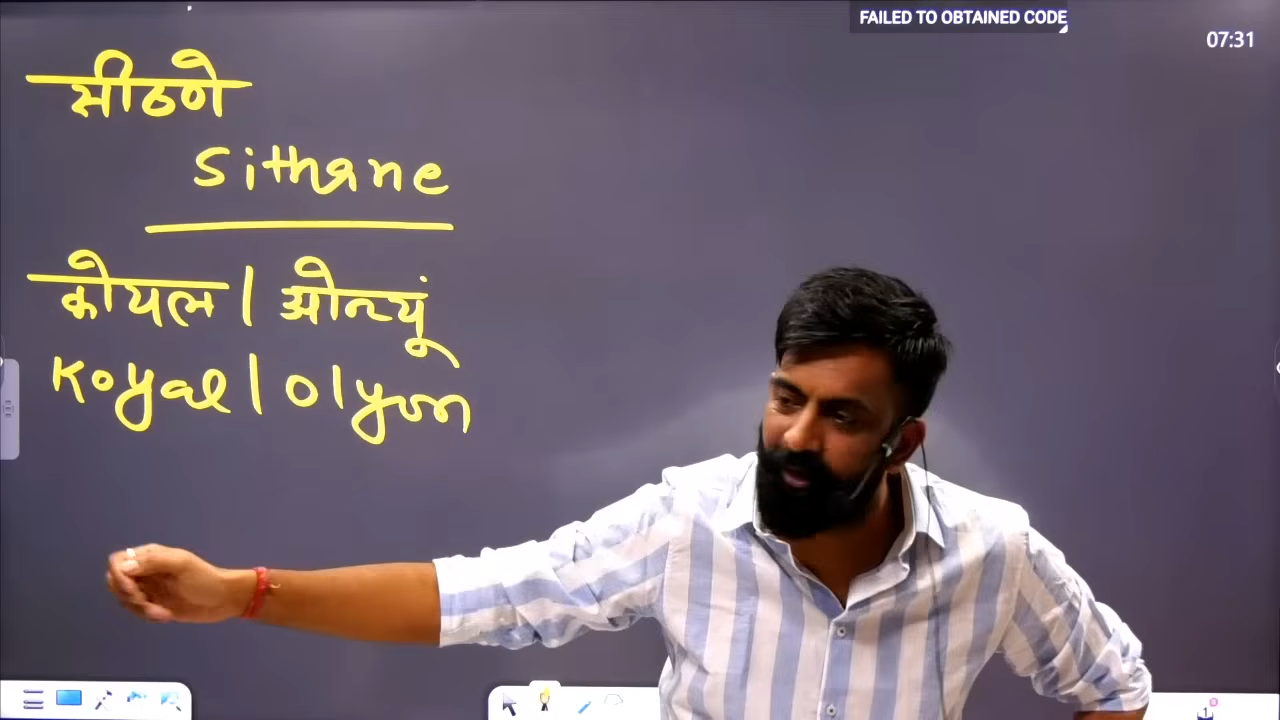 FAILED TO OBTAINED CODE
07:31
सीठणे
Sithane
कोयल | ओल्यूं
Koyal | Olyun